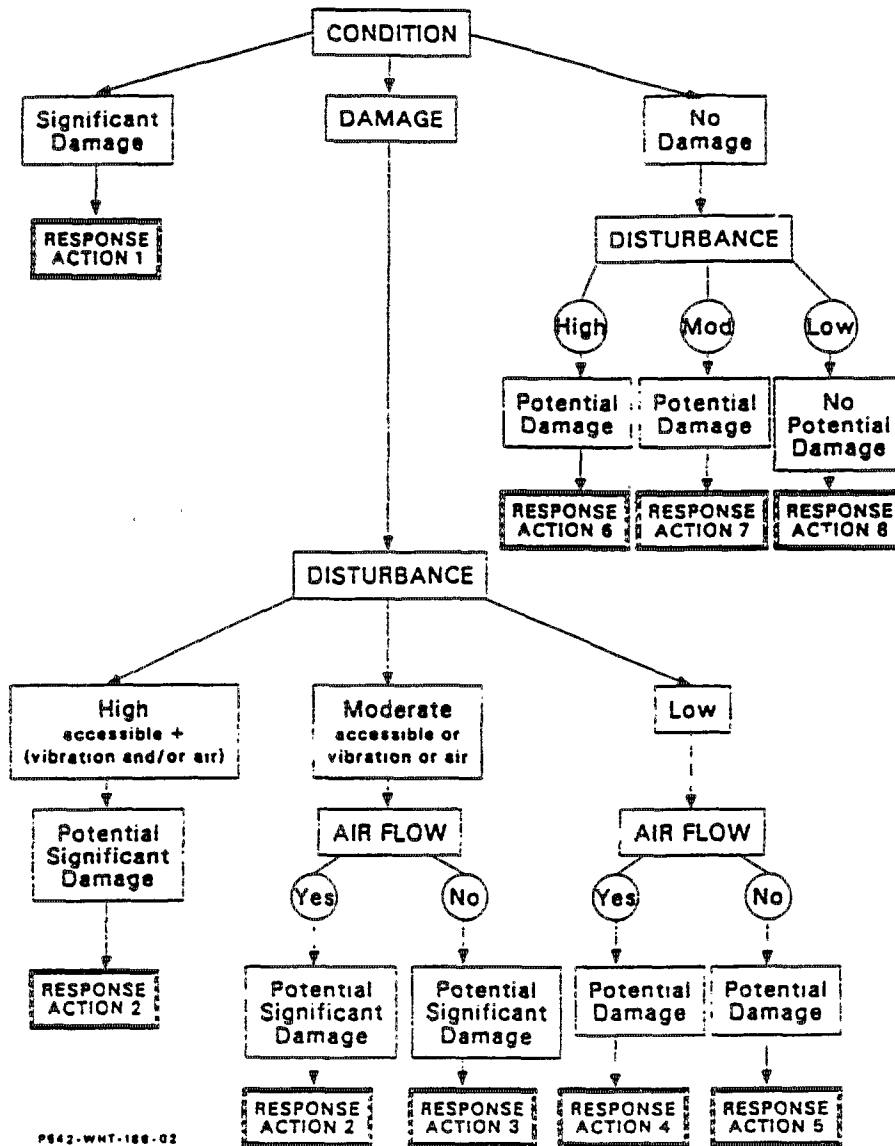 CONDITION
Significant
Damage
DAMAGE
No
Damage
RESPONSE
ACTION 1
DISTURBANCE
High
Mod
Low
Potential
Damage
Potential
Damage
No
Potential
Damage
RESPONSE
ACTION 6
RESPONSE
ACTION 7
RESPONSE
ACTION 8
DISTURBANCE
High
accessible +
(vibration and/or air)
Moderate
accessible or
vibration or air
Low
Potential
Significant
Damage
AIR FLOW
AIR FLOW
Yes
No
Yes
No
RESPONSE
ACTION 2
Potential
Significant
Damage
Potential
Significant
Damage
Potential
Damage
Potential
Damage
RESPONSE
ACTION 2
RESPONSE
ACTION 3
RESPONSE
ACTION 4
RESPONSE
ACTION 5